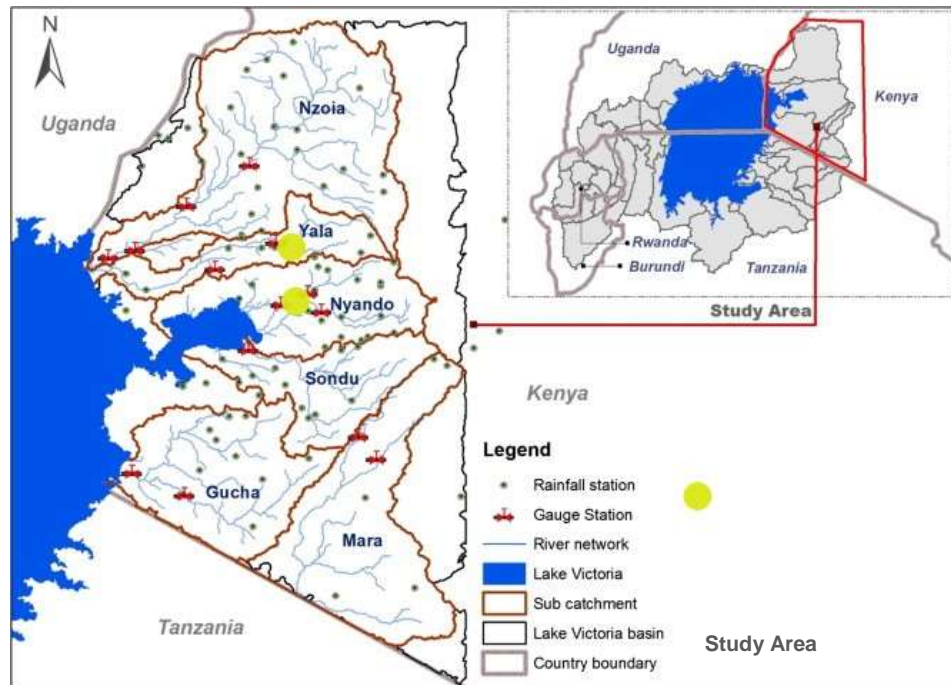 N
Uganda
Nzoia
Yala
Nyando
Sondu
Gucha
Mara
Tanzania
Kenya
Uganda
Kenya
Rwanda
Burundi
Tanzania
Study Area
Legend
Rainfall station
Gauge Station
River network
Lake Victoria
Sub catchment
Lake Victoria basin
Country boundary
Study Area